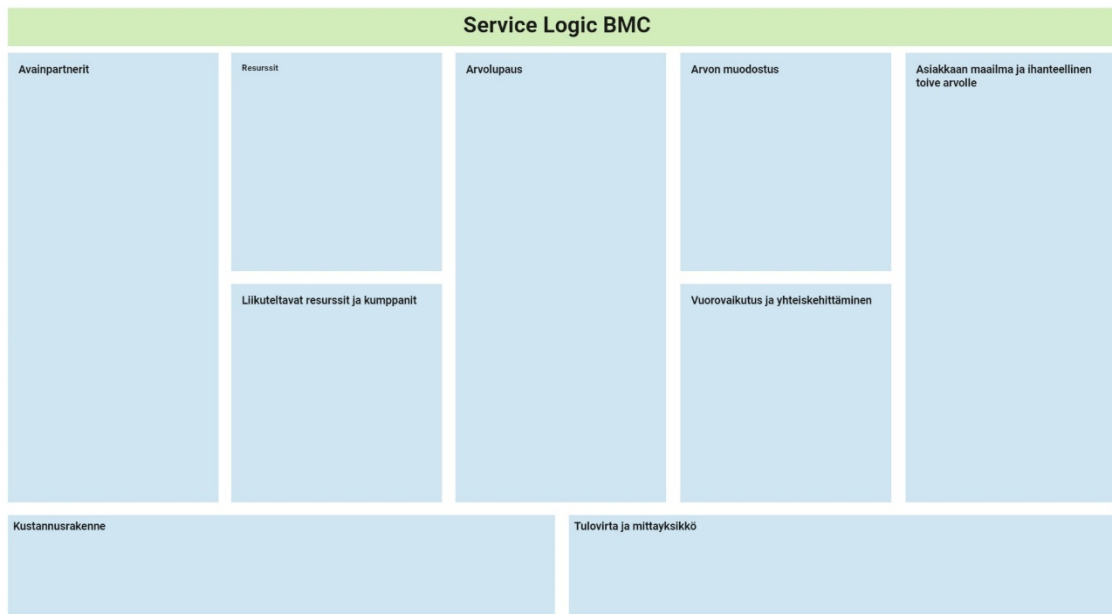 Service Logic BMC
Avainpartnerit
Resurssit
Liikuteltavat resurssit ja kumppanit
Arvolupaus
Arvon muodostus
Vuorovaikutus ja yhteiskehittäminen
Asiakkaan maailma ja ihanteellinen
toive arvolle
Kustannusrakenne
Tulovirta ja mittayksikkö